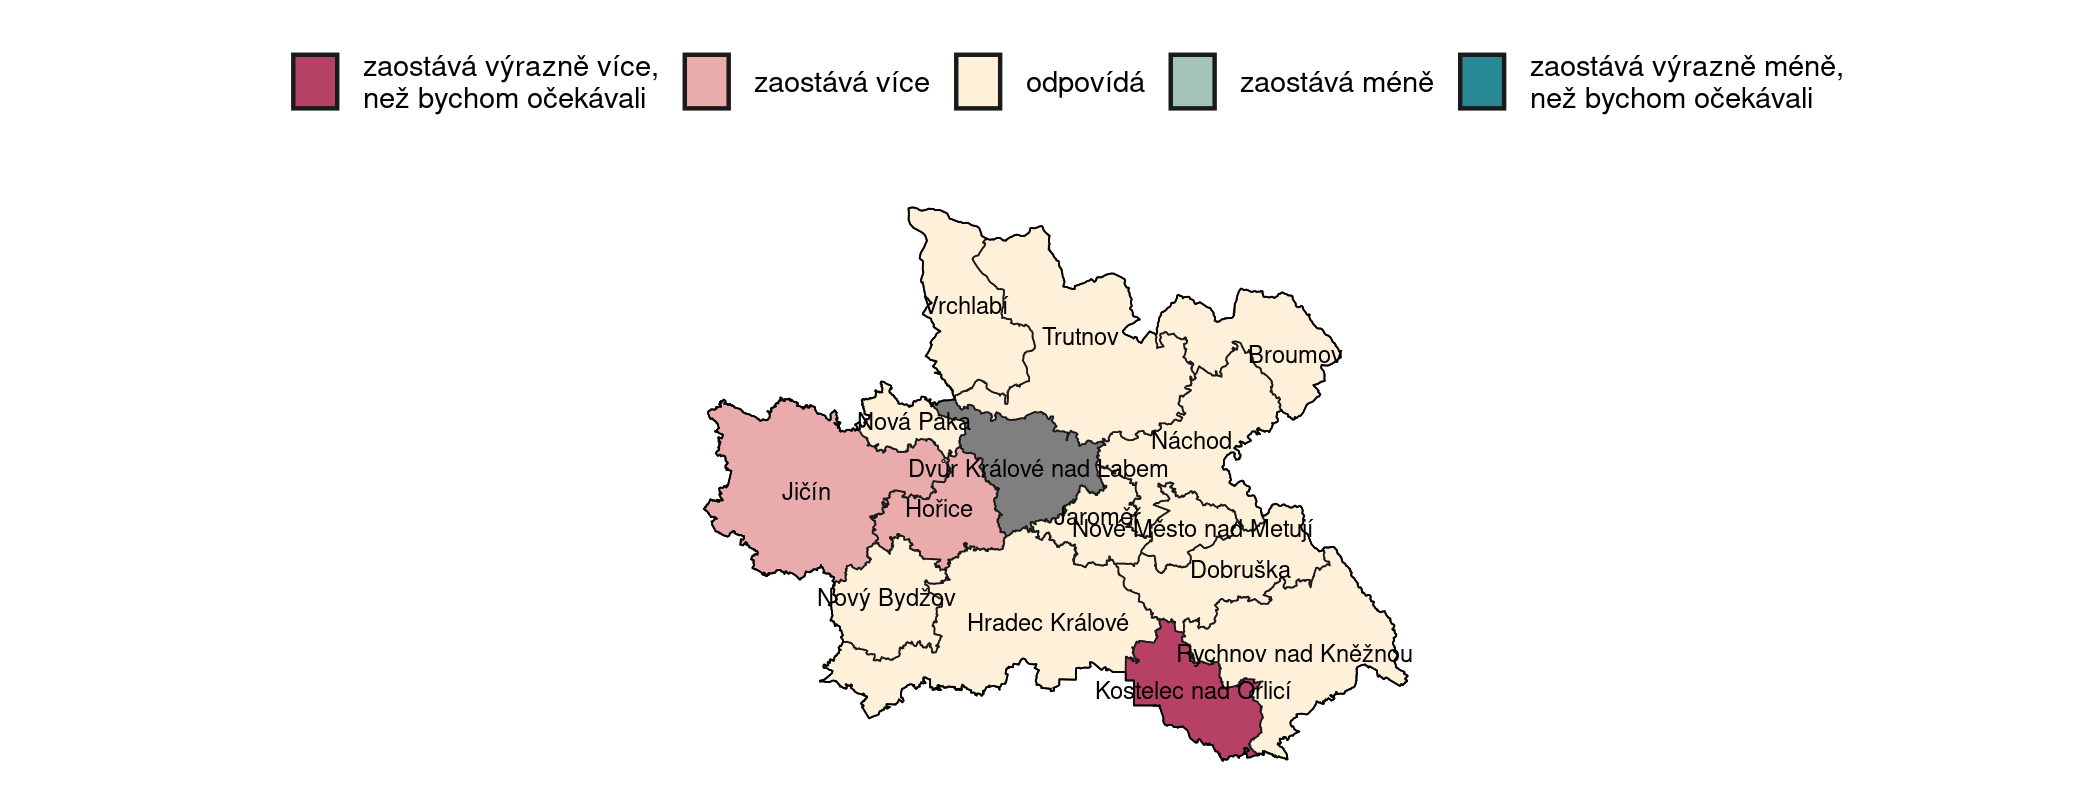 zaostává výrazně více,
než bychom očekávali
zaostává více
odpovídá
zaostává méně
zaostává výrazně méně,
než bychom očekávali
Vrchlabí
Trutnov
Broumov
Nová Paka
Náchod
Dvůr Králové nad Labem
Jičín
Hořice
Jaroměř
Nové Město nad Metují
Dobruška
Nový Bydžov
Hradec Králové
Rychnov nad Kněžnou
Kostelec nad Orlicí